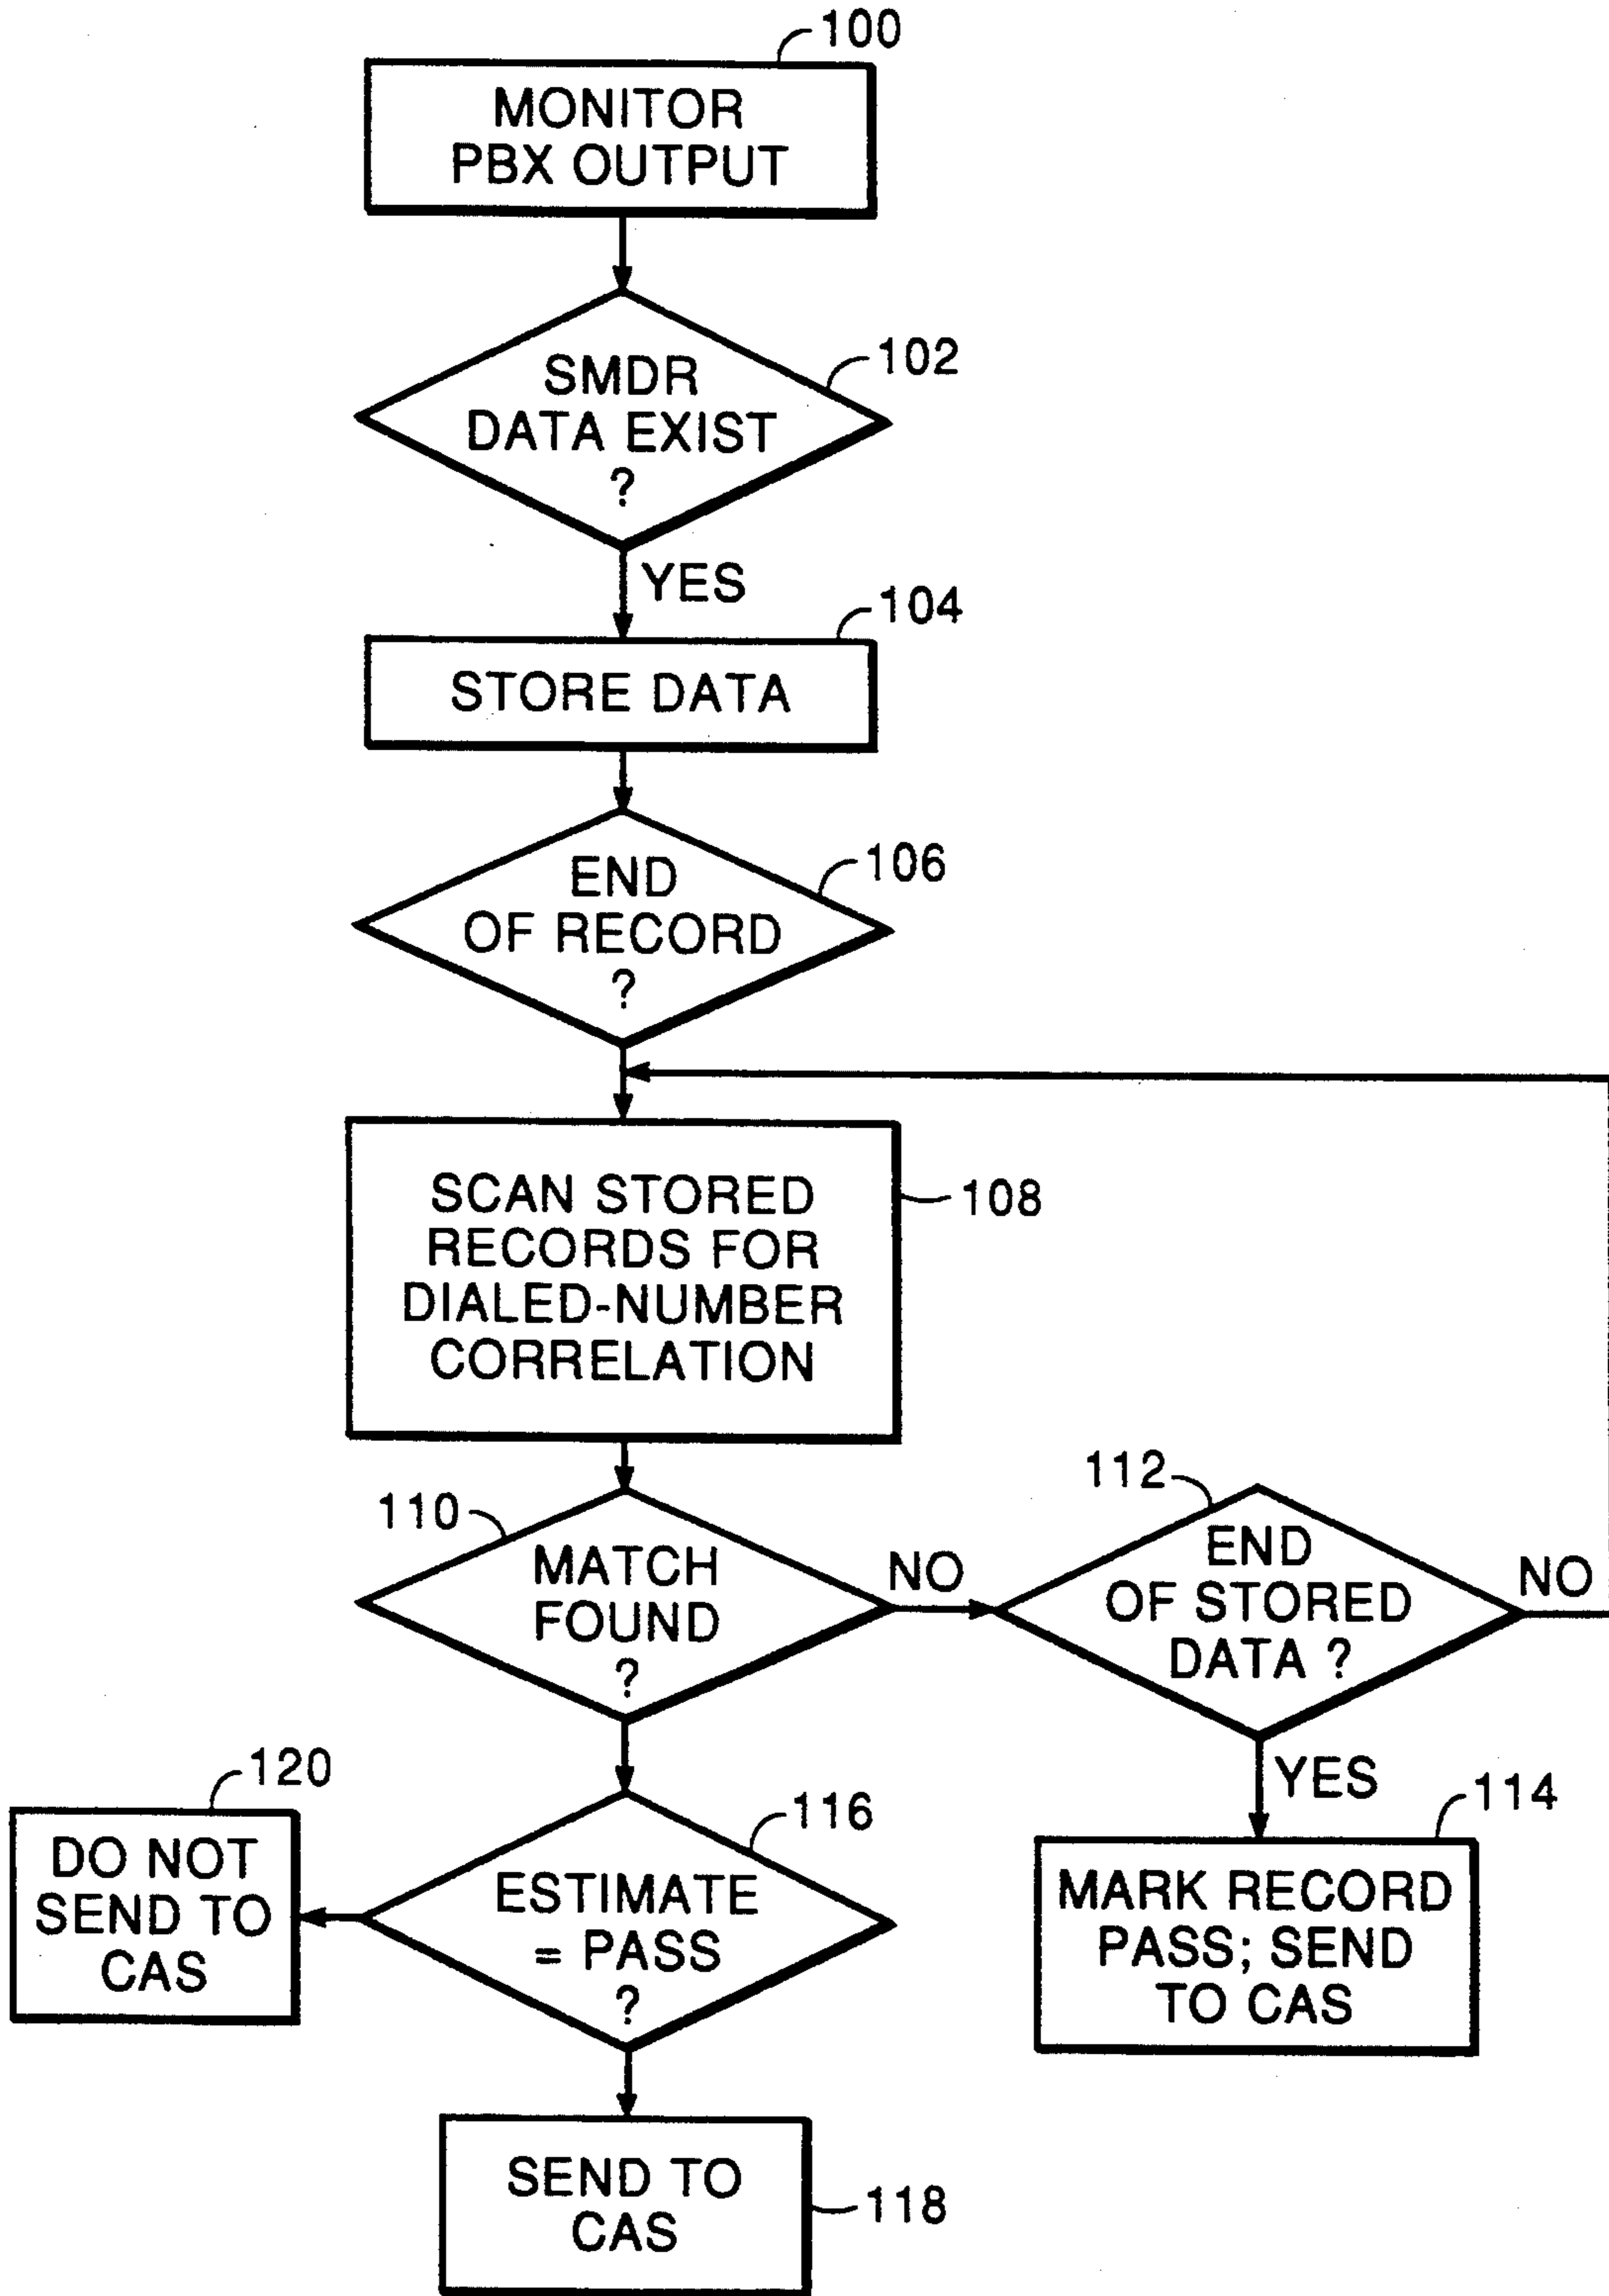 100
MONITOR
PBX OUTPUT
102
SMDR
DATA EXIST
?
YES
104
STORE DATA
106
END
OF RECORD
?
108
SCAN STORED
RECORDS FOR
DIALED-NUMBER
CORRELATION
110
MATCH
FOUND
?
NO
112
END
OF STORED
DATA ?
NO
YES
114
MARK RECORD
PASS; SEND
TO CAS
116
ESTIMATE
= PASS
?
120
DO NOT
SEND TO
CAS
118
SEND TO
CAS